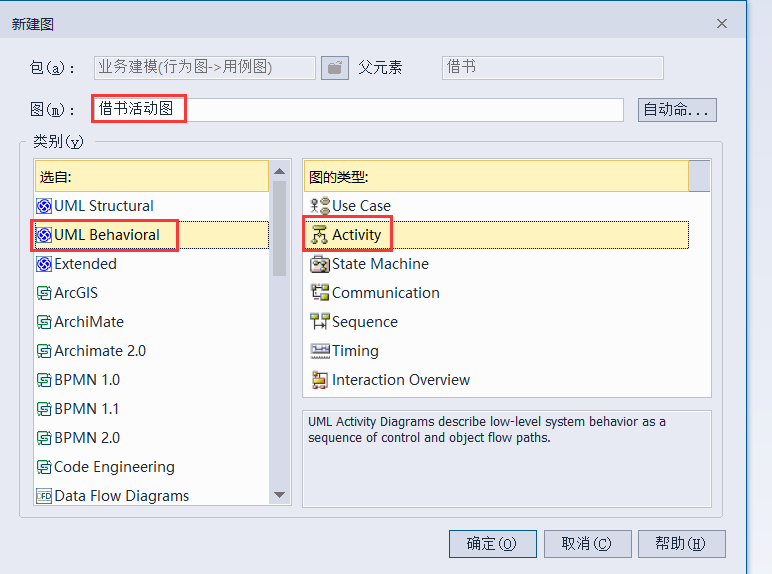 新建图
包(a): 业务建模(行为图->用例图) 父元素 借书
图(m): 借书活动图 自动命...
类别(y)
选自: 图的类型:
UML Structural Use Case
UML Behavioral Activity
Extended State Machine
ArcGIS Communication
ArchiMate Sequence
Archimate 2.0 Timing
BPMN 1.0 Interaction Overview
BPMN 1.1
BPMN 2.0
Code Engineering
Data Flow Diagrams
UML Activity Diagrams describe low-level system behavior as a
sequence of control and object flow paths.
确定(O) 取消(C) 帮助(H)